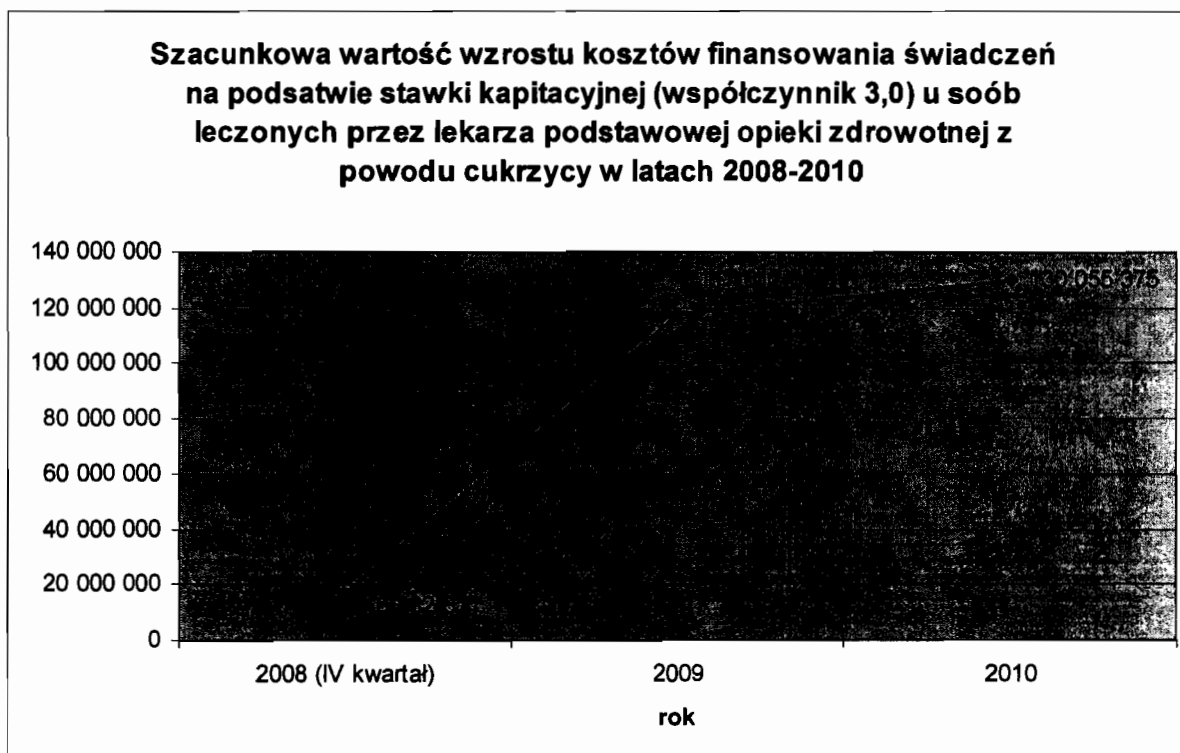 Szacunkowa wartość wzrostu kosztów finansowania świadczeń
na podsatwie stawki kapitacyjnej (współczynnik 3,0) u soób
leczonych przez lekarza podstawowej opieki zdrowotnej z
powodu cukrzycy w latach 2008-2010
140 000 000
120 000 000
100 000 000
80 000 000
60 000 000
40 000 000
20 000 000
0
2008 (IV kwartał)
2009
2010
rok